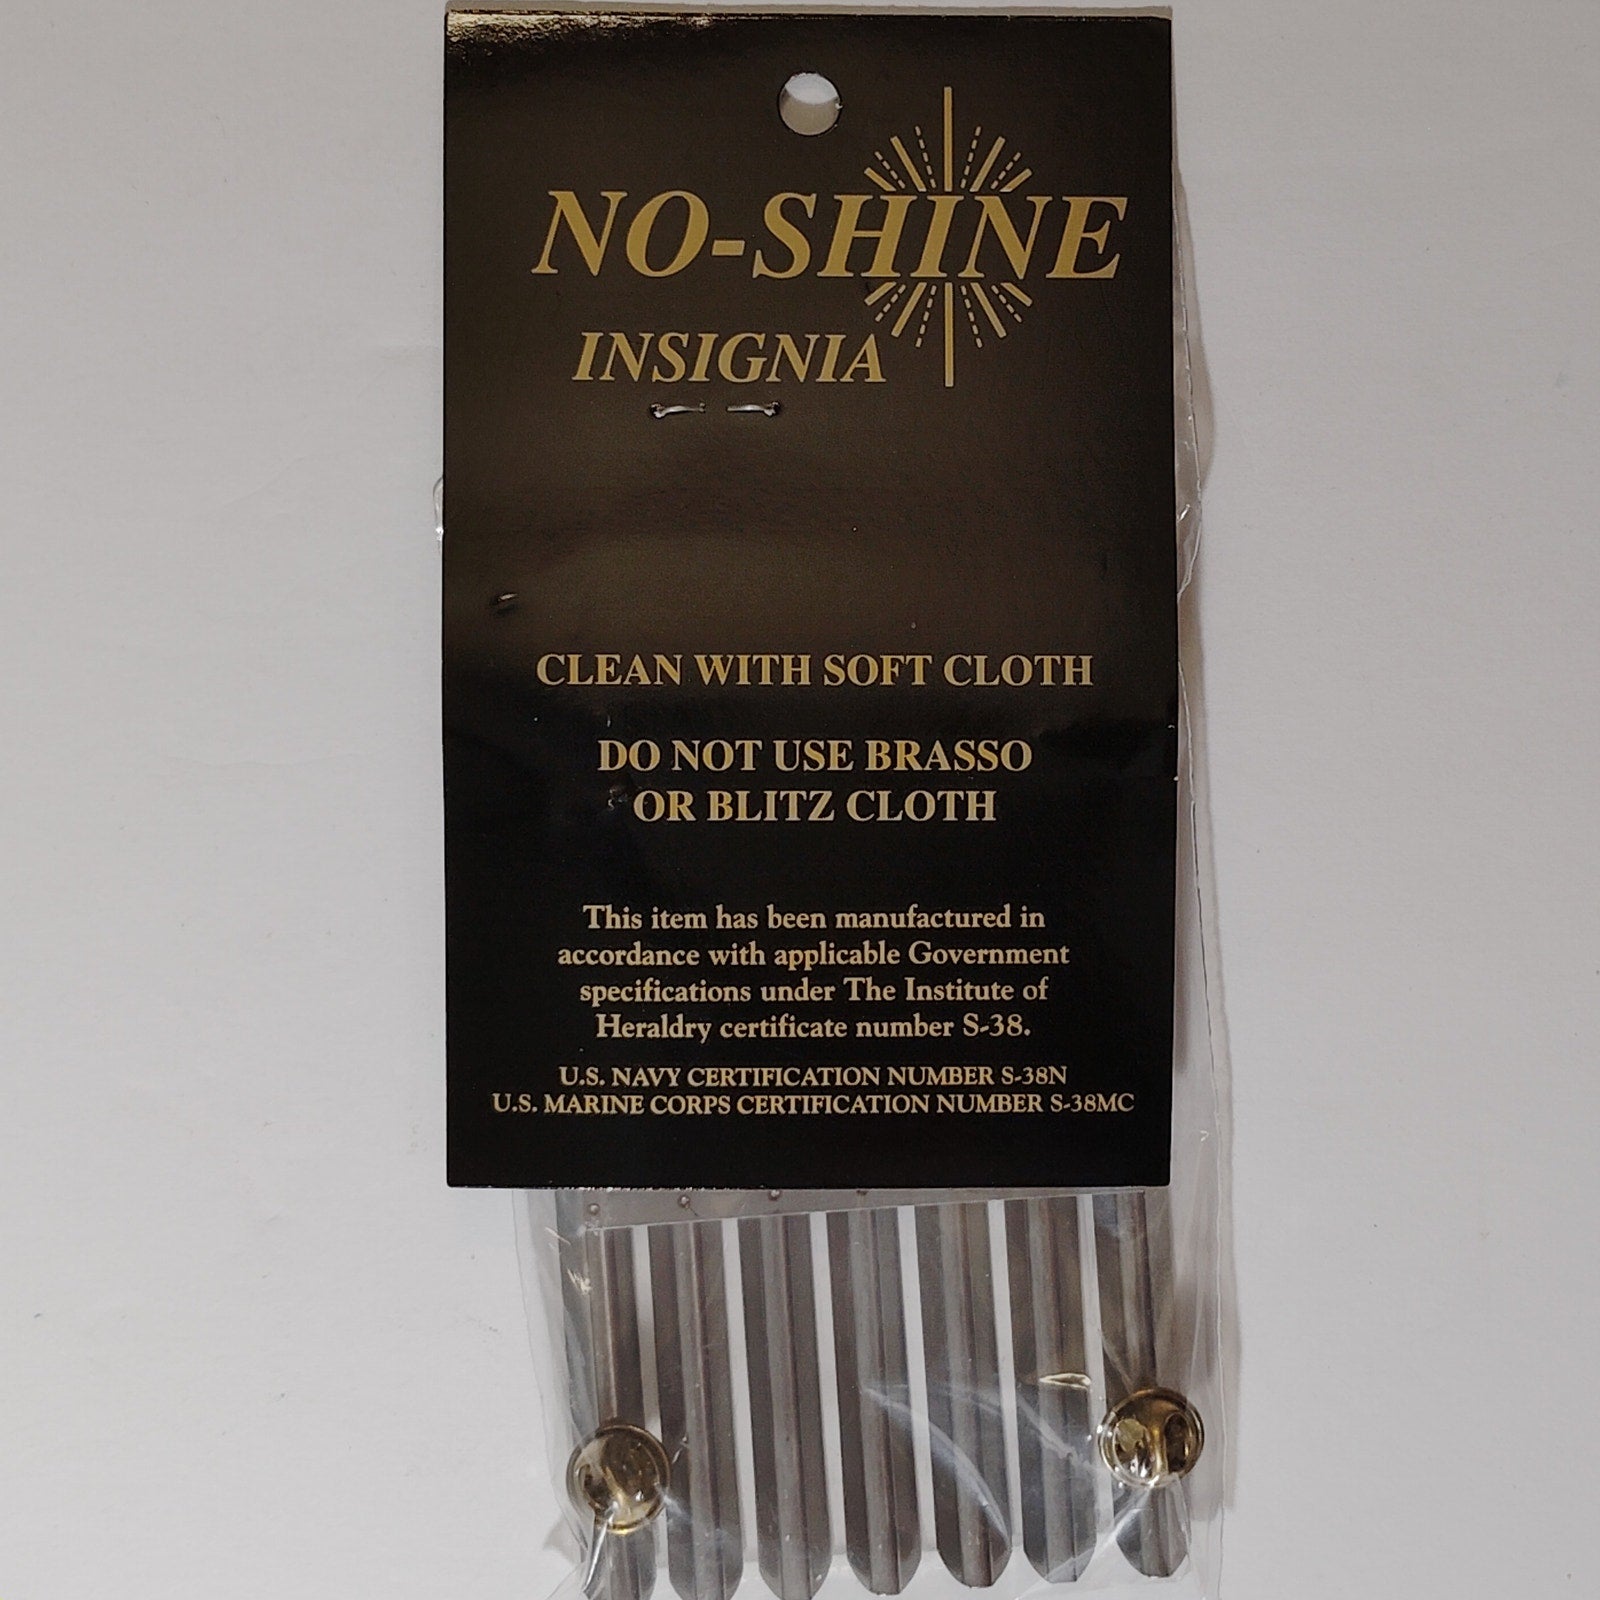 NO-SHINE
INSIGNIA
CLEAN WITH SOFT CLOTH
DO NOT USE BRASSO
OR BLITZ CLOTH
This item has been manufactured in
accordance with applicable Government
specifications under The Institute of
Heraldry certificate number S-38.
U.S. NAVY CERTIFICATION NUMBER S-38N
U.S. MARINE CORPS CERTIFICATION NUMBER S-38MC